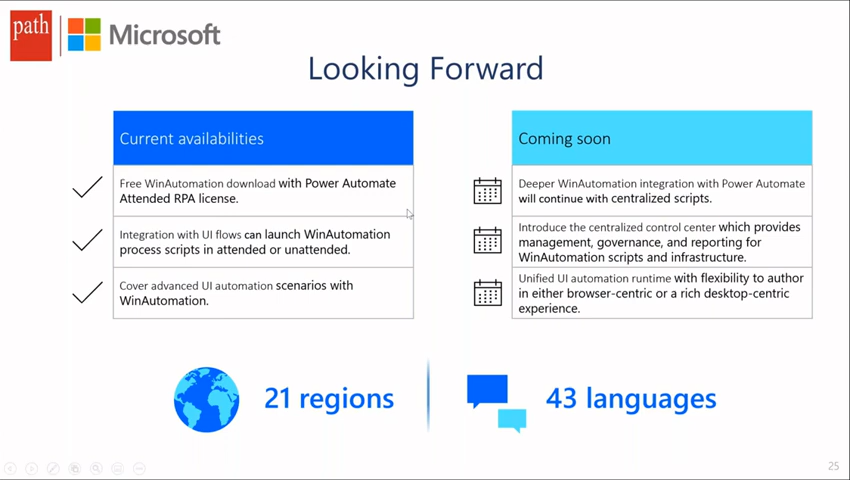 path
Microsoft
Looking Forward
Current availabilities
Free WinAutomation download with Power Automate
Attended RPA license.
Integration with UI flows can launch WinAutomation
process scripts in attended or unattended.
Cover advanced UI automation scenarios with
WinAutomation.
Coming soon
Deeper WinAutomation integration with Power Automate
will continue with centralized scripts.
Introduce the centralized control center which provides
management, governance, and reporting for
WinAutomation scripts and infrastructure.
Unified UI automation runtime with flexibility to author
in either browser-centric or a rich desktop-centric
experience.
21 regions
43 languages
25